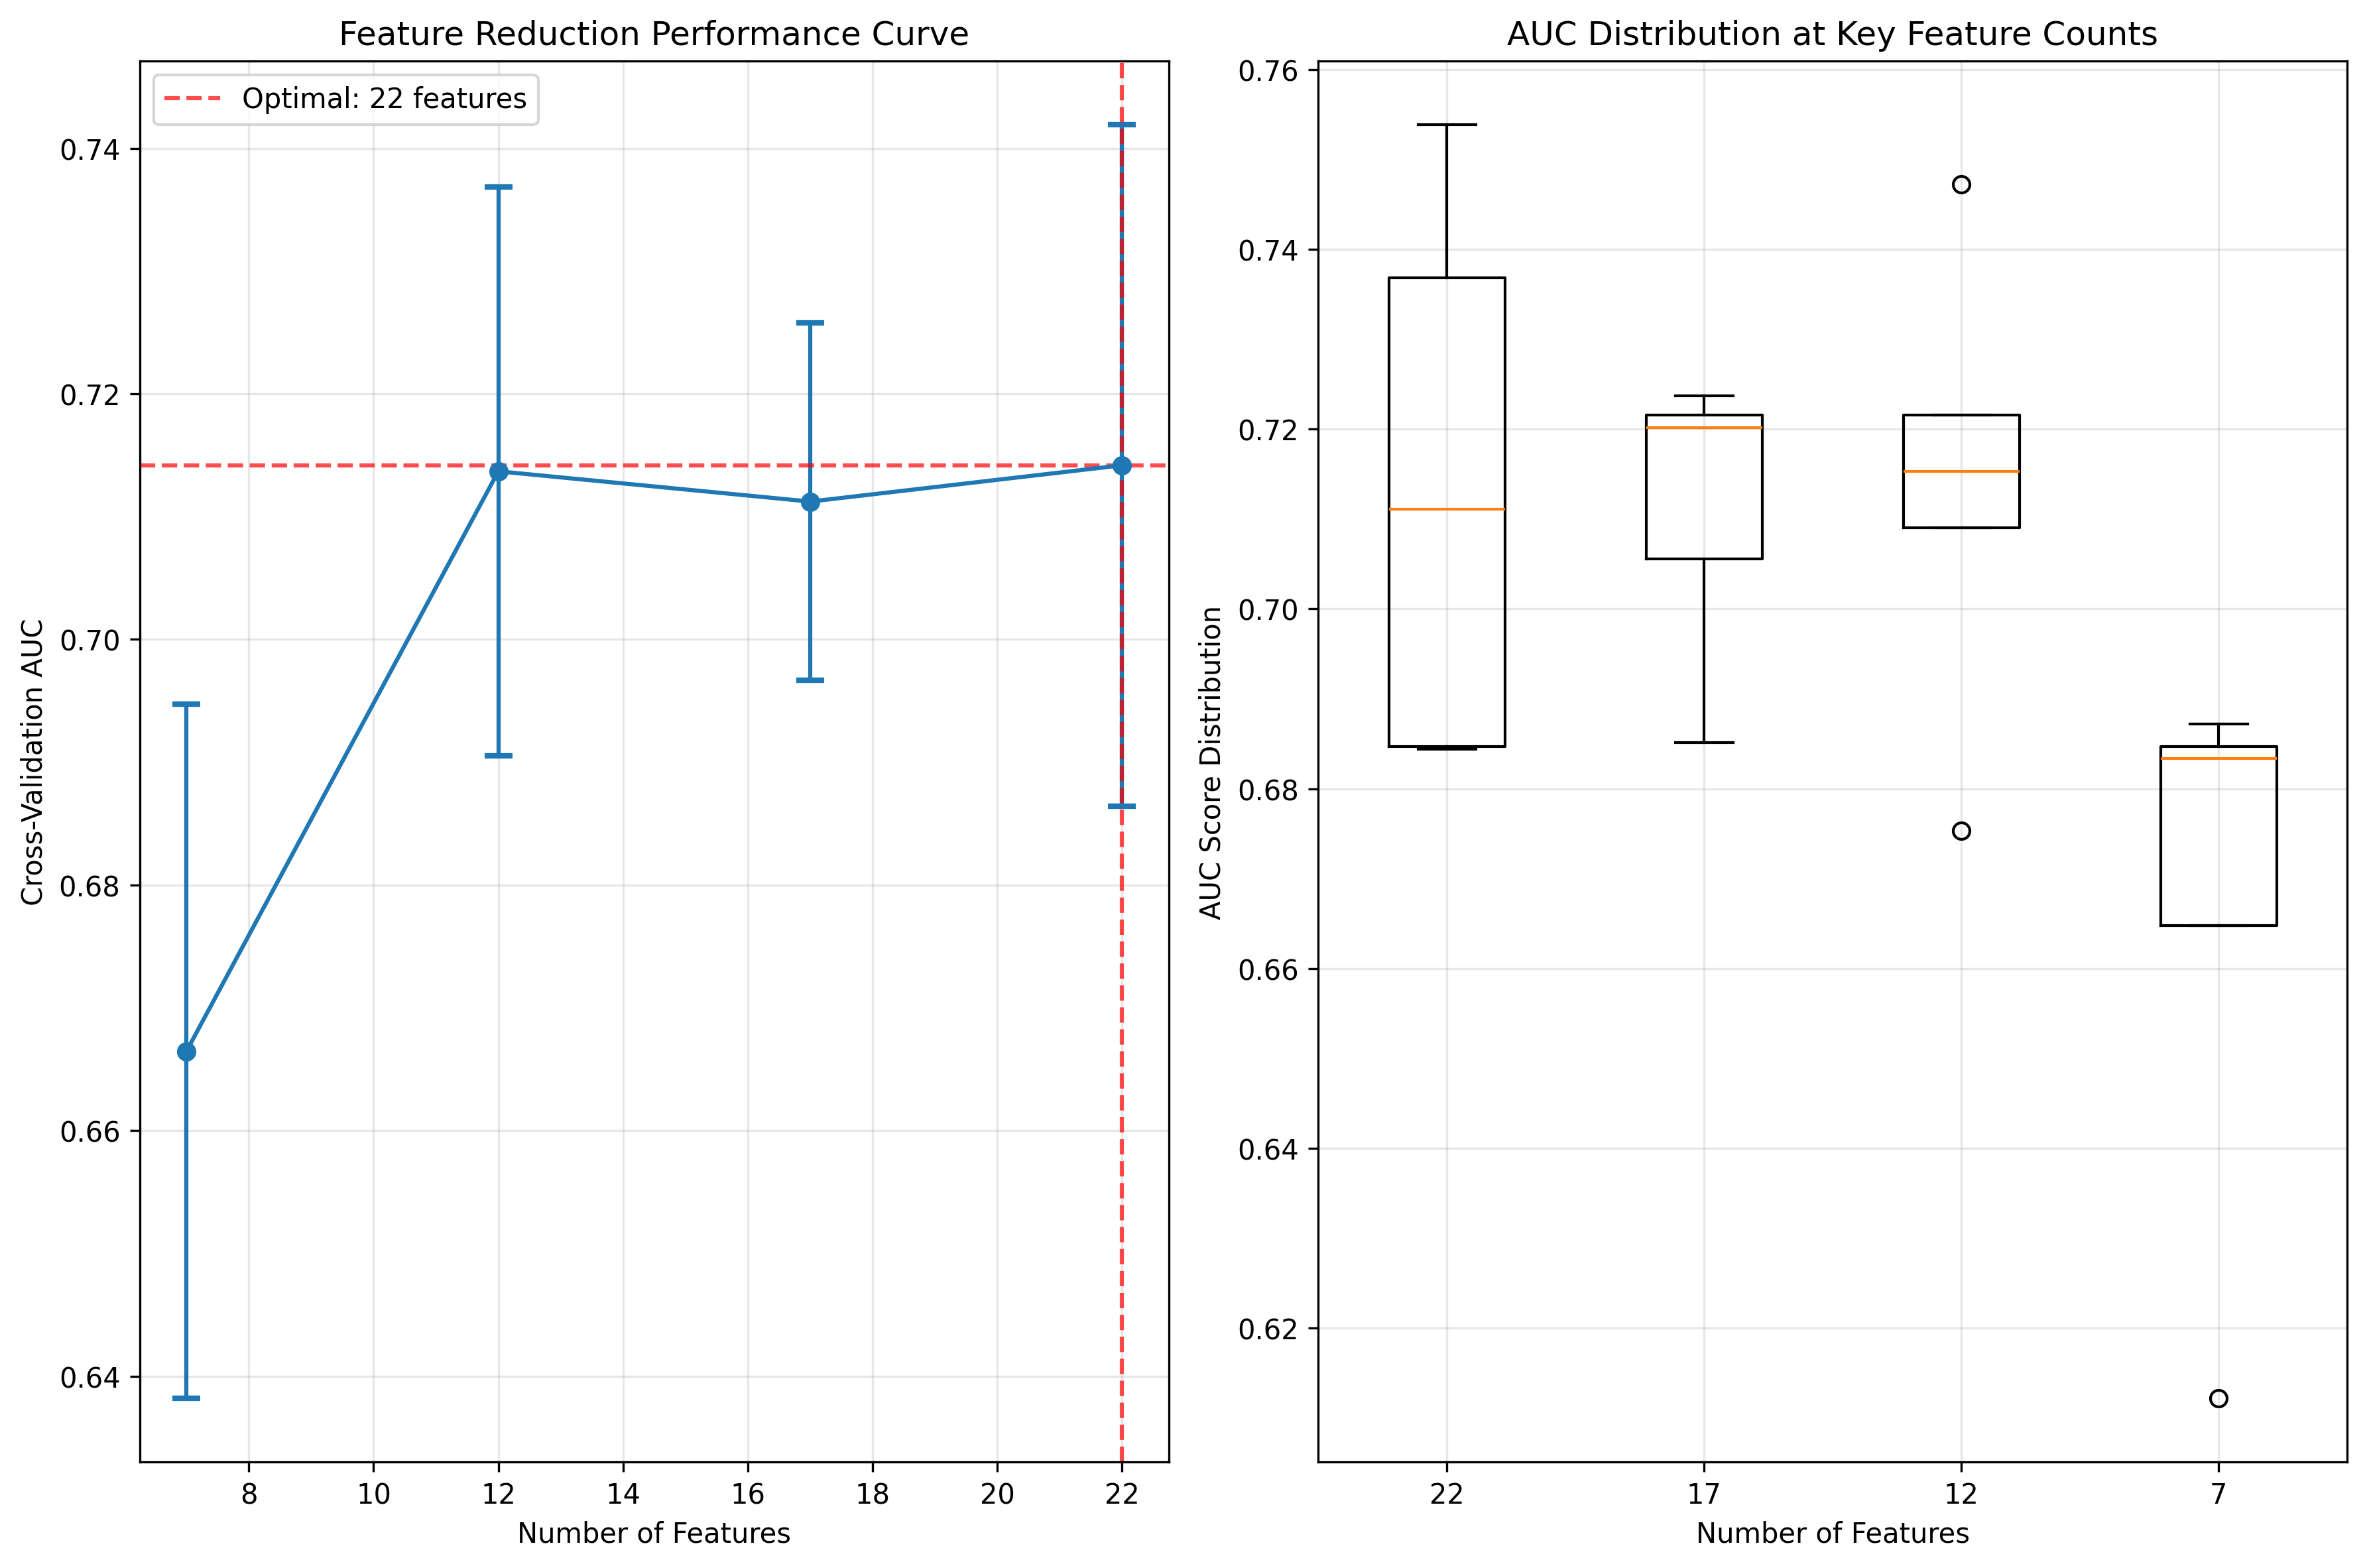 Feature Reduction Performance Curve
Optimal: 22 features
0.74
0.72
0.70
0.68
0.66
0.64
Cross-Validation AUC
8 10 12 14 16 18 20 22
Number of Features
AUC Distribution at Key Feature Counts
0.76
0.74
0.72
0.70
0.68
0.66
0.64
0.62
AUC Score Distribution
22 17 12 7
Number of Features